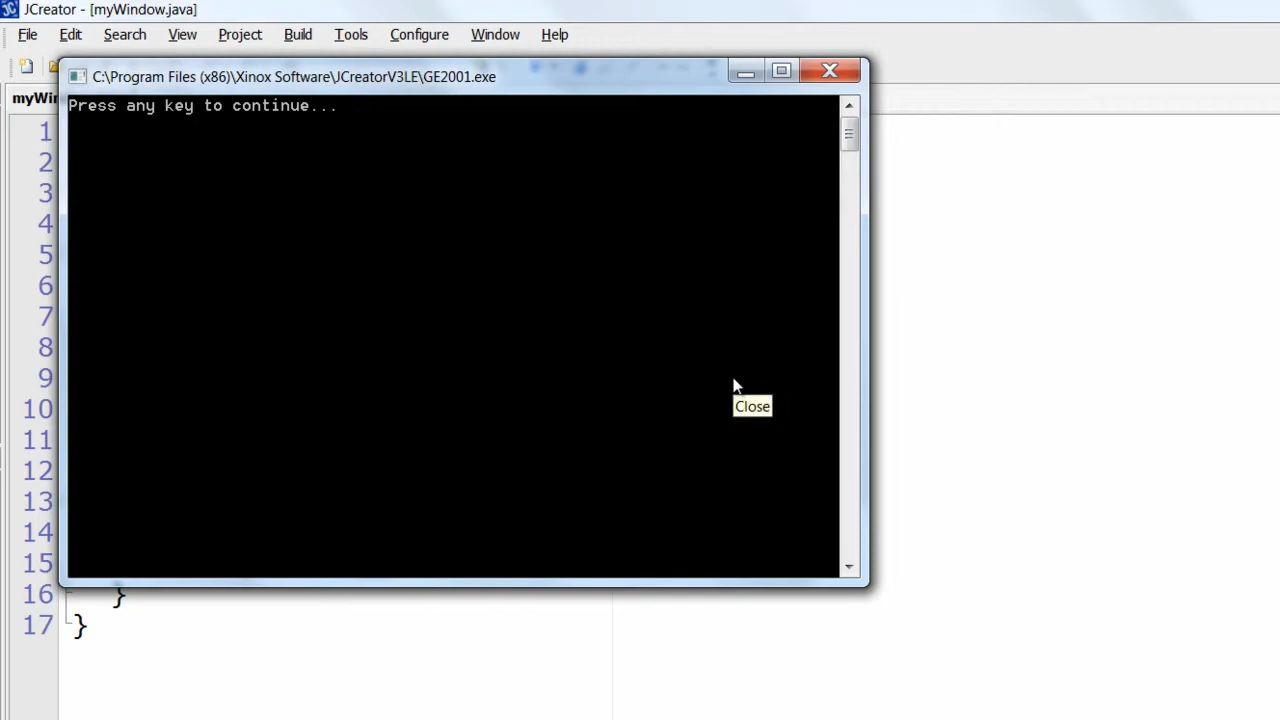 JCreator - [myWindow.java]
File Edit Search View Project Build Tools Configure Window Help
C:\Program Files (x86)\Xinox Software\JCreatorV3LE\GE2001.exe
myWin
Press any key to continue...
1
2
3
4
5
6
7
8
9
Close
10
11
12
13
14
15
16 }
17 }